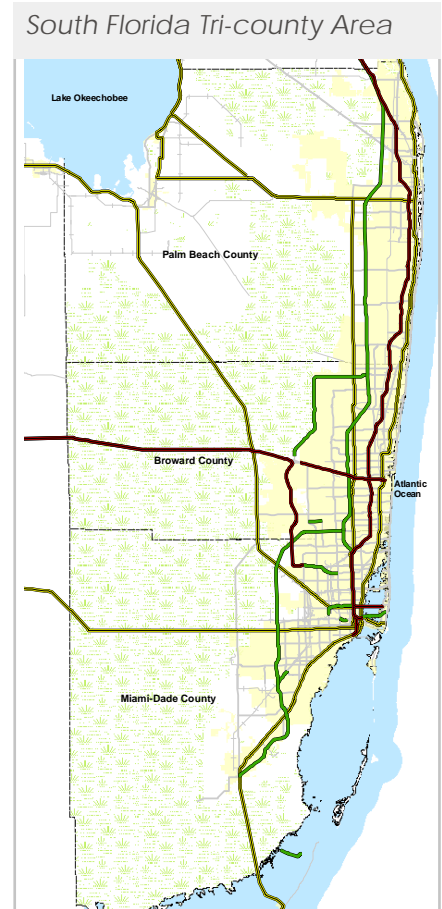 South Florida Tri-county Area
Lake Okeechobee
Palm Beach County
Broward County
Atlantic
Ocean
Miami-Dade County